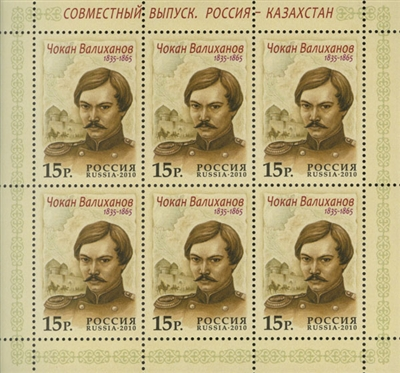 СОВМЕСТНЫЙ ВЫПУСК. РОССИЯ – КАЗАХСТАН
Чокан Валиханов Чокан Валиханов Чокан Валиханов
1835-1865 1835-1865 1835-1865
15Р. РОССИЯ 15Р. РОССИЯ 15Р. РОССИЯ
RUSSIA•2010 RUSSIA•2010 RUSSIA•2010
Чокан Валиханов Чокан Валиханов Чокан Валиханов
1835-1865 1835-1865 1835-1865
15Р. РОССИЯ 15Р. РОССИЯ 15Р. РОССИЯ
RUSSIA•2010 RUSSIA•2010 RUSSIA•2010